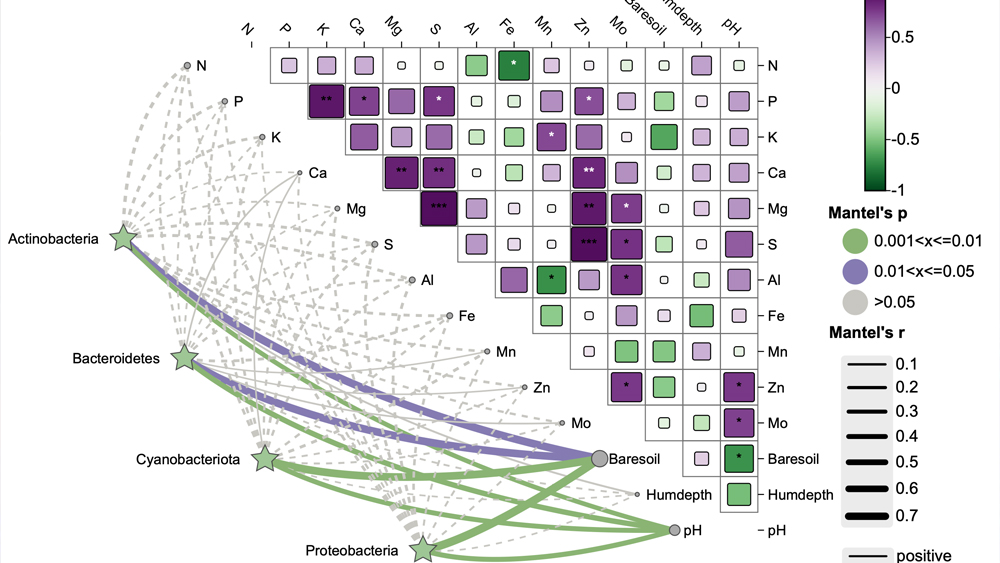 N P K Ca Mg S Al Fe Mn Zn Mo Baresoil pH
0.5
0
-0.5
-1
N
P
K
Ca
Mg
S
Al
Fe
Mn
Zn
Mo
Baresoil
Humdepth
pH
*
** * * *
*
** ** **
*** ** *
*** *
* *
* *
*
*
N
P
K
Ca
Mg
S
Al
Fe
Mn
Zn
Mo
Baresoil
Humdepth
pH
Actinobacteria
Bacteroidetes
Cyanobacteriota
Proteobacteria
Mantel's p
0.001<x<=0.01
0.01<x<=0.05
>0.05
Mantel's r
0.1
0.2
0.3
0.4
0.5
0.6
0.7
positive